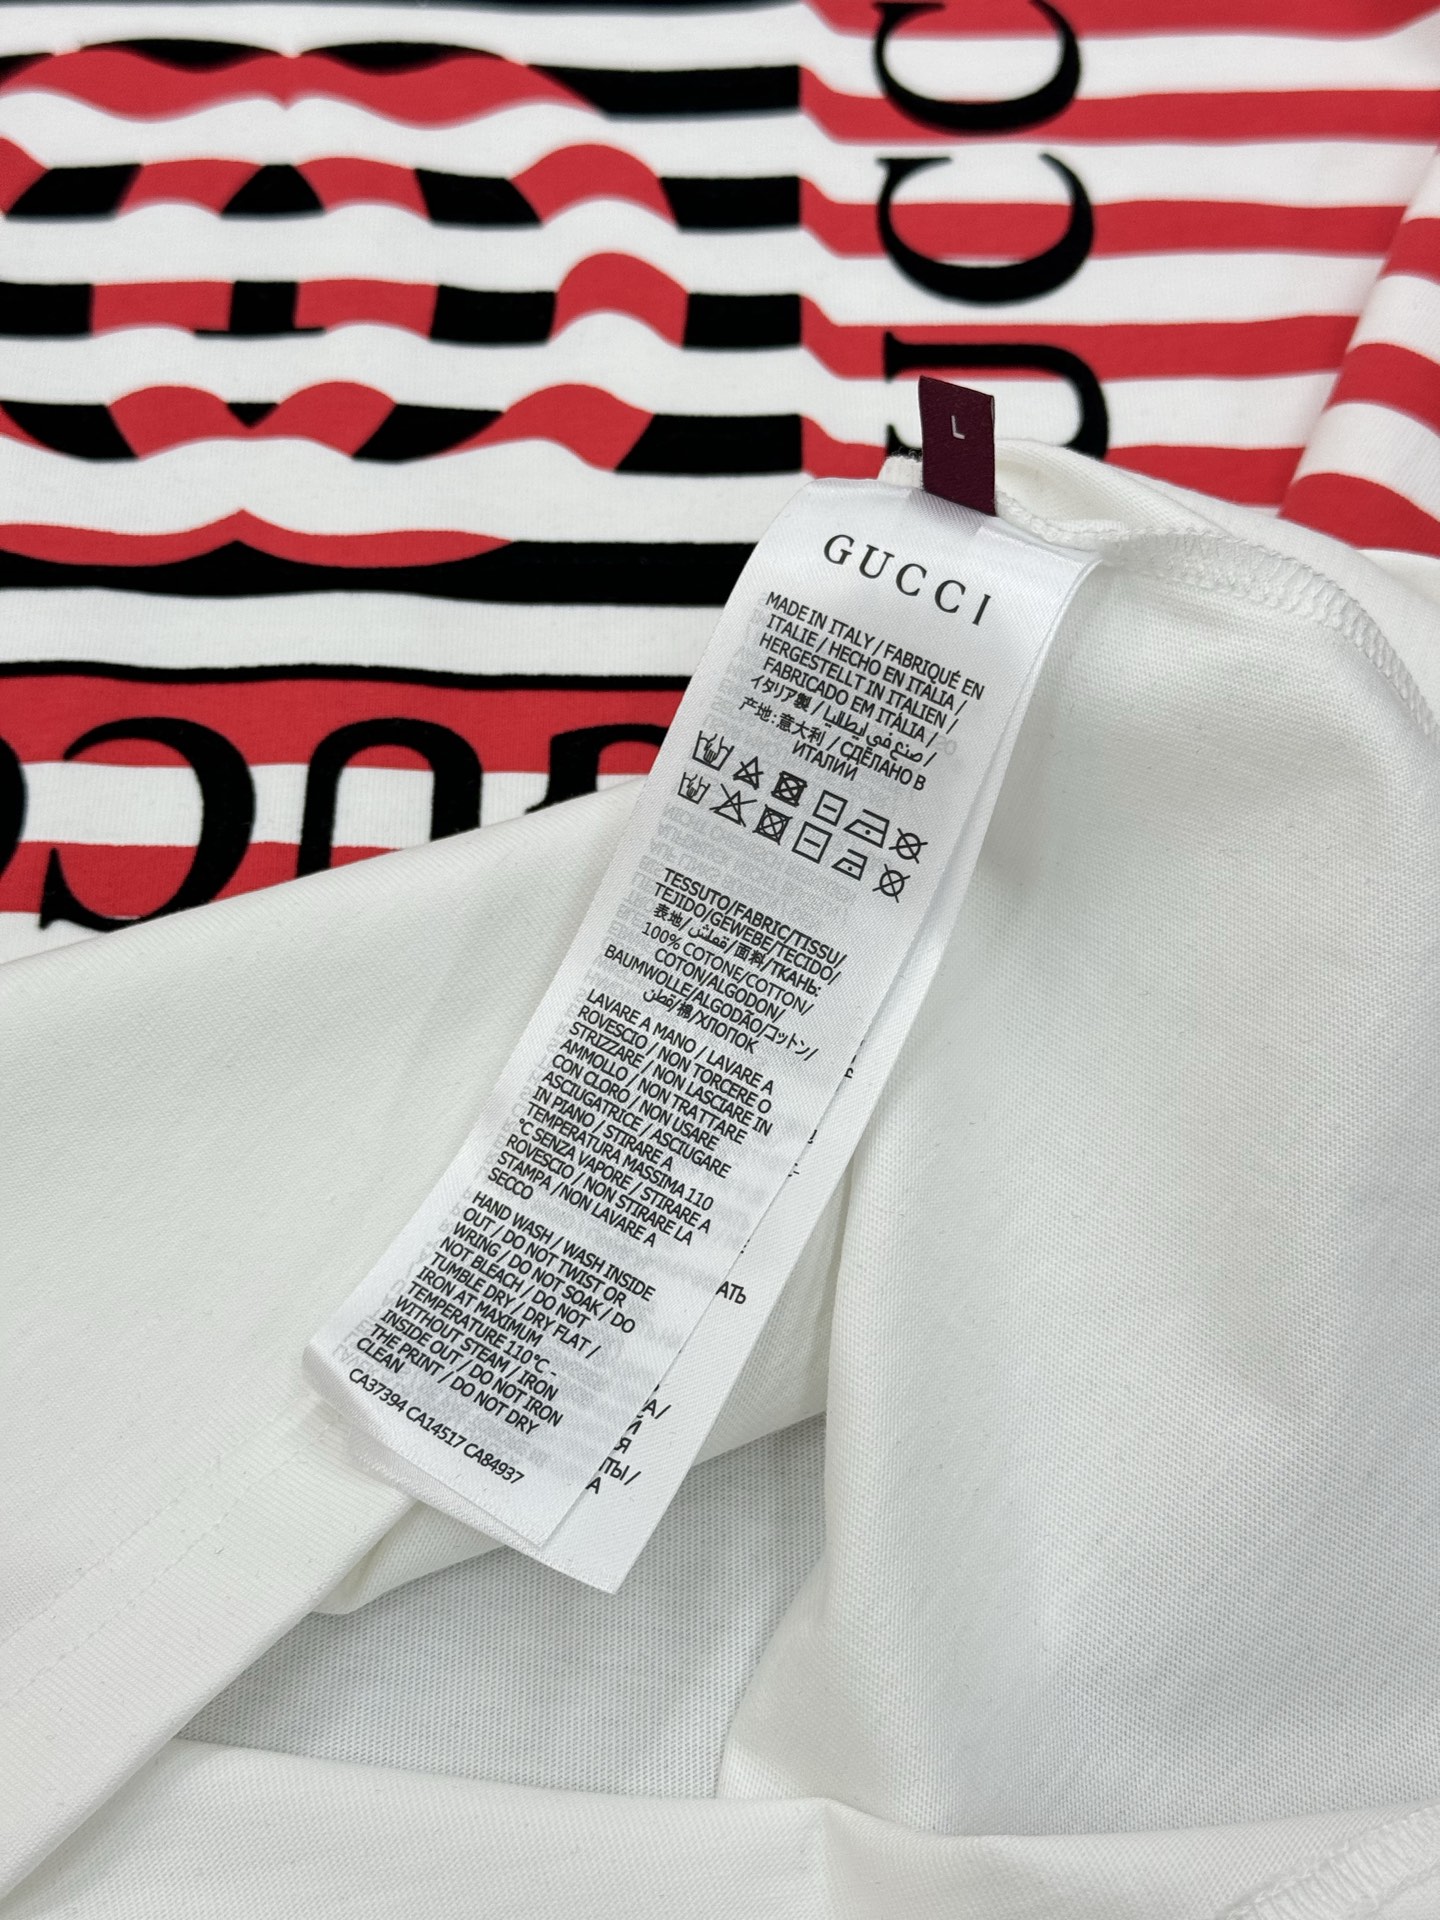 GUCCI
L
UCC
GUCCI
MADE IN ITALY / FABRIQUÉ EN
ITALIE / HECHO EN ITALIA /
HERGESTELLT IN ITALIEN /
FABRICADO EM ITÁLIA /
イタリア製 / صنع في إيطاليا /
产地: 意大利 / СДЕЛАНО В
ИТАЛИИ
TESSUTO/FABRIC/TISSU/
TEJIDO/GEWEBE/TECIDO/
表地/قماش/面料/ТКАНЬ:
100% COTONE/COTTON/
COTON/ALGODON/
BAUMWOLLE/ALGODÃO/コットン/
قطن/棉/ХЛОПОК
LAVARE A MANO / LAVARE A
ROVESCIO / NON TORCERE O
STRIZZARE / NON LASCIARE IN
AMMOLLO / NON TRATTARE
CON CLORO / NON USARE
ASCIUGATRICE / ASCIUGARE
IN PIANO / STIRARE A
TEMPERATURA MASSIMA 110
°C SENZA VAPORE / STIRARE A
ROVESCIO / NON STIRARE LA
STAMPA / NON LAVARE A
SECCO
HAND WASH / WASH INSIDE
OUT / DO NOT TWIST OR
WRING / DO NOT SOAK / DO
NOT BLEACH / DO NOT
TUMBLE DRY / DRY FLAT /
IRON AT MAXIMUM
TEMPERATURE 110°C -
WITHOUT STEAM / IRON
INSIDE OUT / DO NOT IRON
THE PRINT / DO NOT DRY
CLEAN
CA37394 CA14517 CA84937
АТЬ